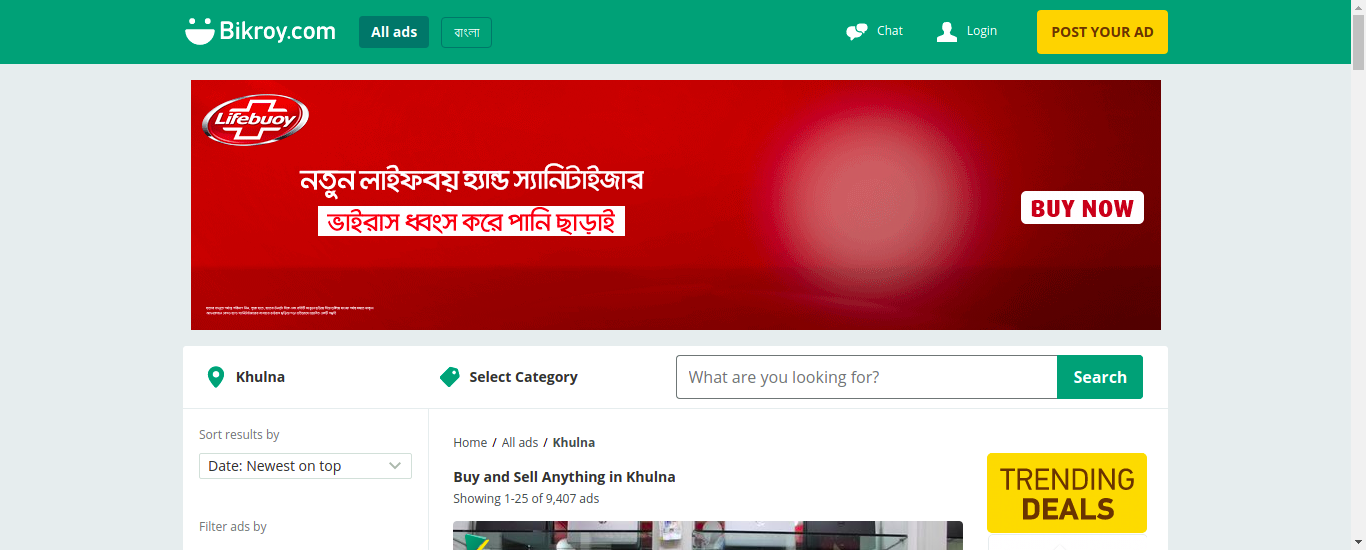 Bikroy.com
All ads
বাংলা
Chat
Login
POST YOUR AD
Lifebuoy
নতুন লাইফবয় হ্যান্ড স্যানিটাইজার
ভাইরাস ধ্বংস করে পানি ছাড়াই
BUY NOW
Khulna
Select Category
What are you looking for?
Search
Sort results by
Date: Newest on top
Filter ads by
Home / All ads / Khulna
Buy and Sell Anything in Khulna
Showing 1-25 of 9,407 ads
TRENDING
DEALS